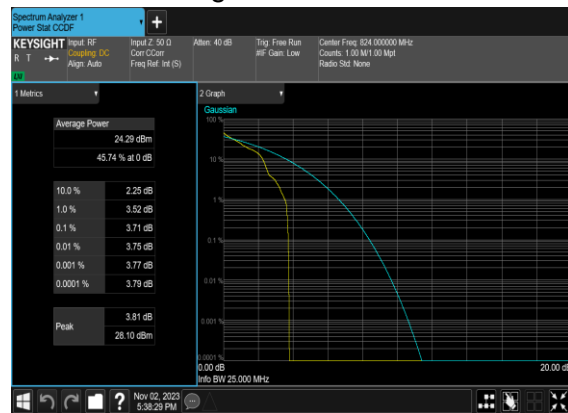 Spectrum Analyzer 1
Power Stat CCDF
KEYSIGHT
R T
LU
Input: RF
Coupling: DC
Align: Auto
Input Z: 50 Ω
Corr CCorr
Freq Ref: Int (S)
Atten: 40 dB
Trig: Free Run
#IF Gain: Low
Center Freq: 824.000000 MHz
Counts: 1.00 M/1.00 Mpt
Radio Std: None
1 Metrics
Average Power
24.29 dBm
45.74 % at 0 dB
10.0 % 2.25 dB
1.0 % 3.52 dB
0.1 % 3.71 dB
0.01 % 3.75 dB
0.001 % 3.77 dB
0.0001 % 3.79 dB
Peak
3.81 dB
28.10 dBm
2 Graph
Gaussian
100 %
10 %
1 %
0.1 %
0.01 %
0.001 %
0.0001 %
0.00 dB
20.00 d
Info BW 25.000 MHz
?
Nov 02, 2023
5:38:29 PM